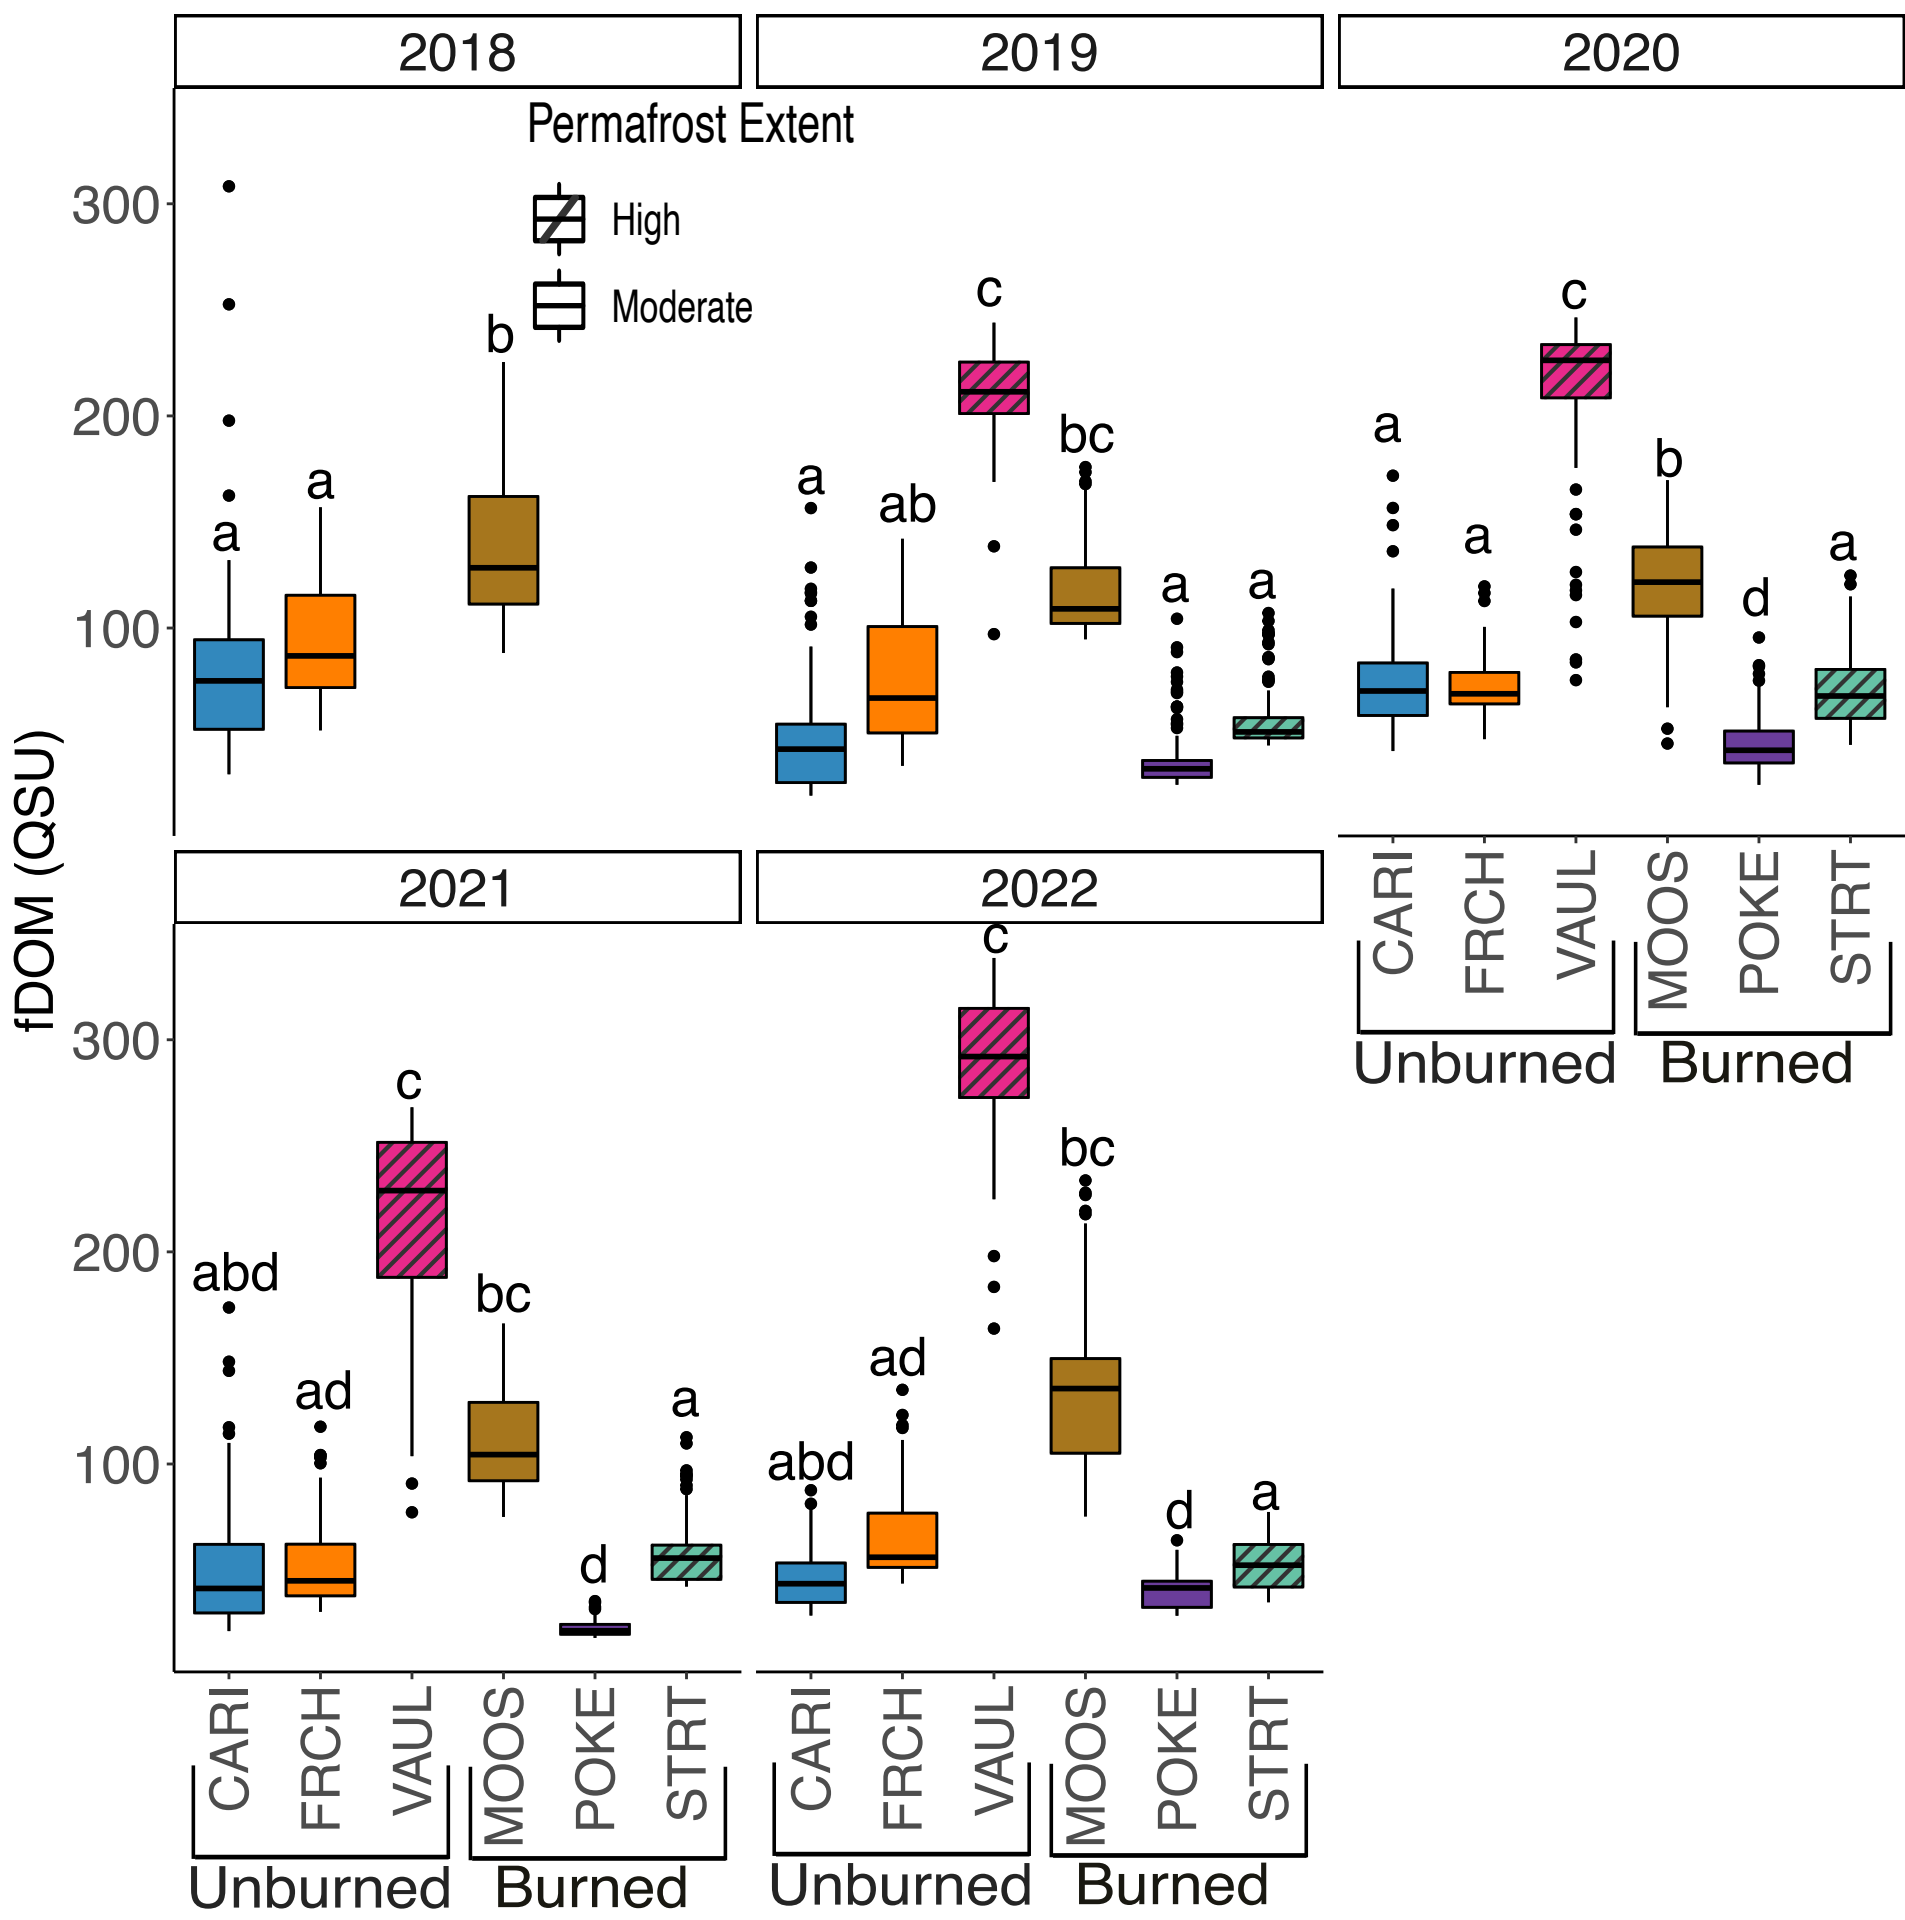 2018
2019
2020
Permafrost Extent
High
Moderate
300
200
100
a
a
b
a
ab
c
bc
a
a
a
a
c
b
d
a
CARI
FRCH
VAUL
MOOS
POKE
STRT
Unburned
Burned
fDOM (QSU)
2021
2022
300
200
100
abd
ad
c
bc
d
a
abd
ad
c
bc
d
a
CARI
FRCH
VAUL
MOOS
POKE
STRT
CARI
FRCH
VAUL
MOOS
POKE
STRT
Unburned
Burned
Unburned
Burned